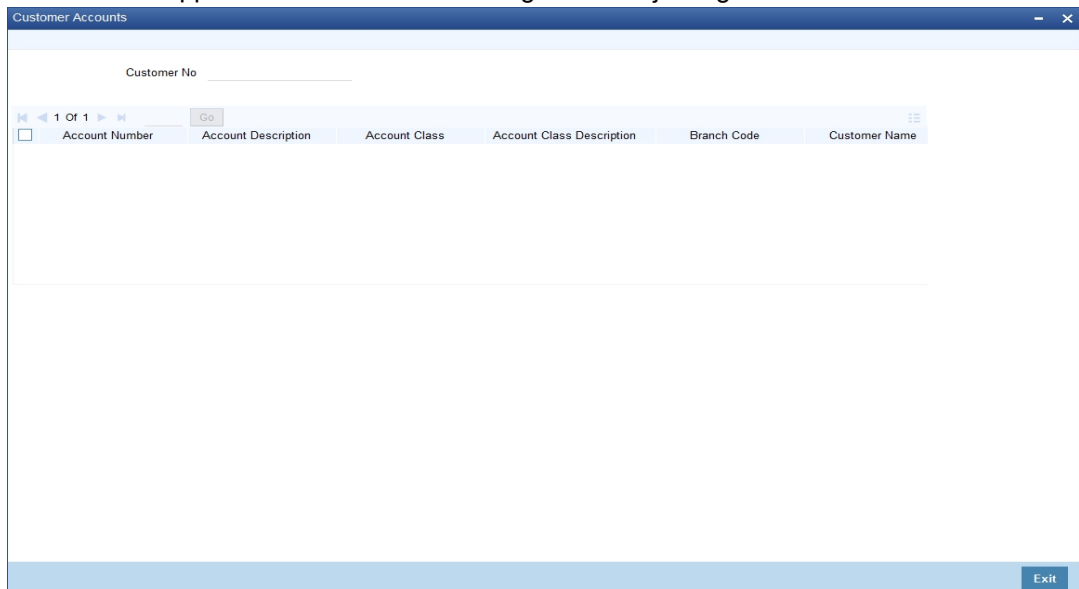 Customer Accounts
Customer No
1 Of 1 Go
Account Number Account Description Account Class Account Class Description Branch Code Customer Name
Exit